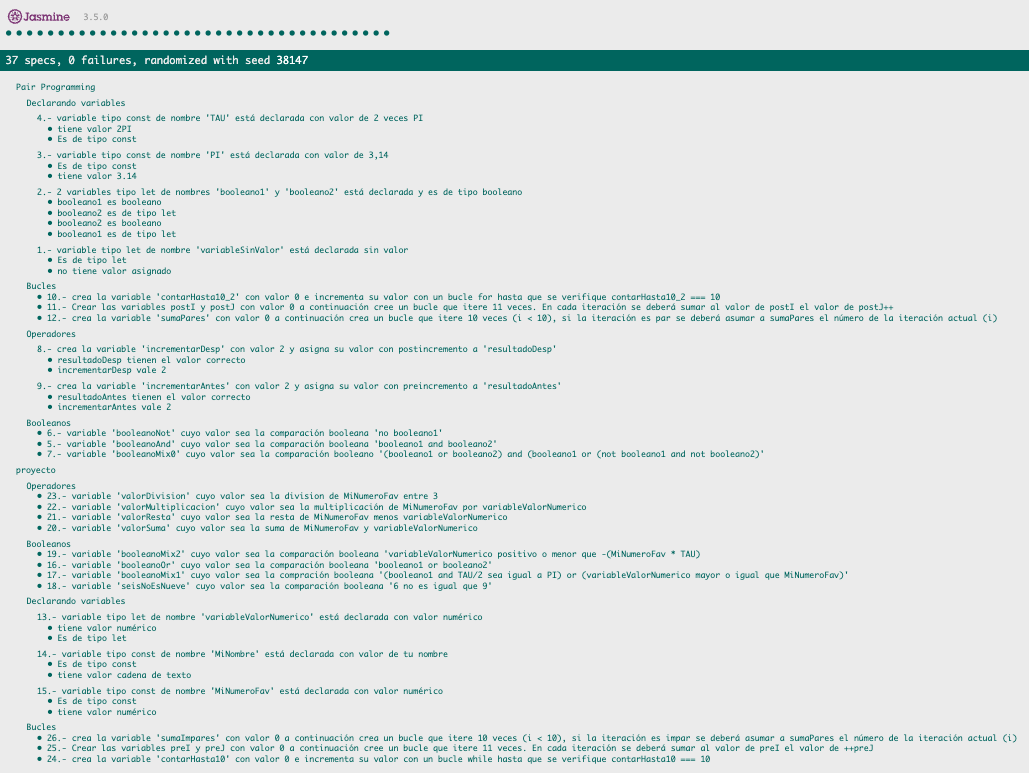 Jasmine 3.5.0
37 specs, 0 failures, randomized with seed 38147
Pair Programming
Declarando variables
4.- variable tipo const de nombre 'TAU' está declarada con valor de 2 veces PI
• tiene valor 2PI
• Es de tipo const
3.- variable tipo const de nombre 'PI' está declarada con valor de 3,14
• Es de tipo const
• tiene valor 3.14
2.- 2 variables tipo let de nombres 'booleano1' y 'booleano2' está declarada y es de tipo booleano
• booleano1 es booleano
• booleano2 es de tipo let
• booleano2 es booleano
• booleano1 es de tipo let
1.- variable tipo let de nombre 'variableSinValor' está declarada sin valor
• Es de tipo let
• no tiene valor asignado
Bucles
• 10.- crea la variable 'contarHasta10_2' con valor 0 e incrementa su valor con un bucle for hasta que se verifique contarHasta10_2 === 10
• 11.- Crear las variables postI y postJ con valor 0 a continuación cree un bucle que itere 11 veces. En cada iteración se deberá sumar al valor de postI el valor de postJ++
• 12.- crea la variable 'sumaPares' con valor 0 a continuación crea un bucle que itere 10 veces (i < 10), si la iteración es par se deberá asumar a sumaPares el número de la iteración actual (i)
Operadores
8.- crea la variable 'incrementarDesp' con valor 2 y asigna su valor con postincremento a 'resultadoDesp'
• resultadoDesp tienen el valor correcto
• incrementarDesp vale 2
9.- crea la variable 'incrementarAntes' con valor 2 y asigna su valor con preincremento a 'resultadoAntes'
• resultadoAntes tienen el valor correcto
• incrementarAntes vale 2
Booleanos
• 6.- variable 'booleanoNot' cuyo valor sea la comparación booleana 'no booleano1'
• 5.- variable 'booleanoAnd' cuyo valor sea la comparación booleana 'booleano1 and booleano2'
• 7.- variable 'booleanoMix0' cuyo valor sea la comparación booleano '(booleano1 or booleano2) and (booleano1 or (not booleano1 and not booleano2)'
proyecto
Operadores
• 23.- variable 'valorDivision' cuyo valor sea la division de MiNumeroFav entre 3
• 22.- variable 'valorMultiplicacion' cuyo valor sea la multiplicación de MiNumeroFav por variableValorNumerico
• 21.- variable 'valorResta' cuyo valor sea la resta de MiNumeroFav menos variableValorNumerico
• 20.- variable 'valorSuma' cuyo valor sea la suma de MiNumeroFav y variableValorNumerico
Booleanos
• 19.- variable 'booleanoMix2' cuyo valor sea la comparación booleana 'variableValorNumerico positivo o menor que -(MiNumeroFav * TAU)
• 16.- variable 'booleanoOr' cuyo valor sea la comparación booleana 'booleano1 or booleano2'
• 17.- variable 'booleanoMix1' cuyo valor sea la compración booleana '(booleano1 and TAU/2 sea igual a PI) or (variableValorNumerico mayor o igual que MiNumeroFav)'
• 18.- variable 'seisNoEsNueve' cuyo valor sea la comparación booleana '6 no es igual que 9'
Declarando variables
13.- variable tipo let de nombre 'variableValorNumerico' está declarada con valor numérico
• tiene valor numérico
• Es de tipo let
14.- variable tipo const de nombre 'MiNombre' está declarada con valor de tu nombre
• Es de tipo const
• tiene valor cadena de texto
15.- variable tipo const de nombre 'MiNumeroFav' está declarada con valor numérico
• Es de tipo const
• tiene valor numérico
Bucles
• 26.- crea la variable 'sumaImpares' con valor 0 a continuación crea un bucle que itere 10 veces (i < 10), si la iteración es impar se deberá asumar a sumaPares el número de la iteración actual (i)
• 25.- Crear las variables preI y preJ con valor 0 a continuación cree un bucle que itere 11 veces. En cada iteración se deberá sumar al valor de preI el valor de ++preJ
• 24.- crea la variable 'contarHasta10' con valor 0 e incrementa su valor con un bucle while hasta que se verifique contarHasta10 === 10